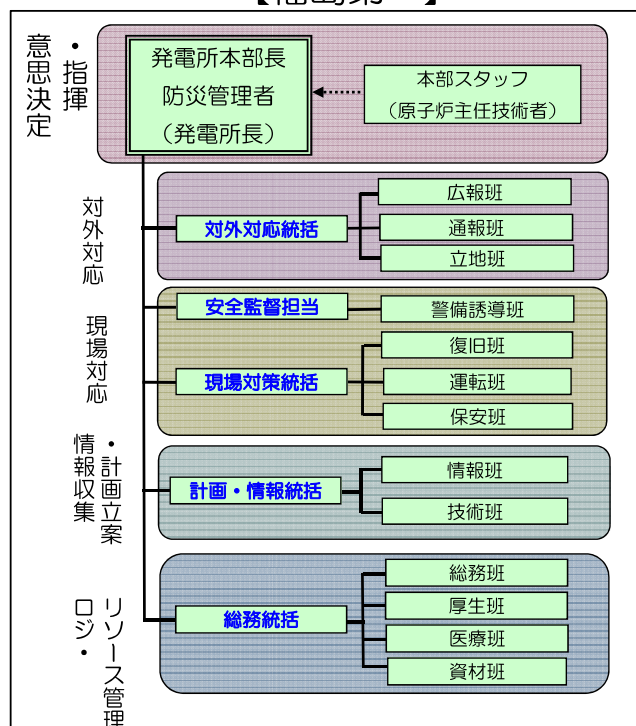 【福島第
意思決定
・指揮
発電所本部長
防災管理者
（発電所長）
本部スタッフ
（原子炉主任技術者）
対外対応
対外対応統括
広報班
通報班
立地班
現場対応
安全監督担当
警備誘導班
現場対策統括
復旧班
運転班
保安班
情報収集
・計画立案
計画・情報統括
情報班
技術班
ロジ・
リソース管理
総務統括
総務班
厚生班
医療班
資材班